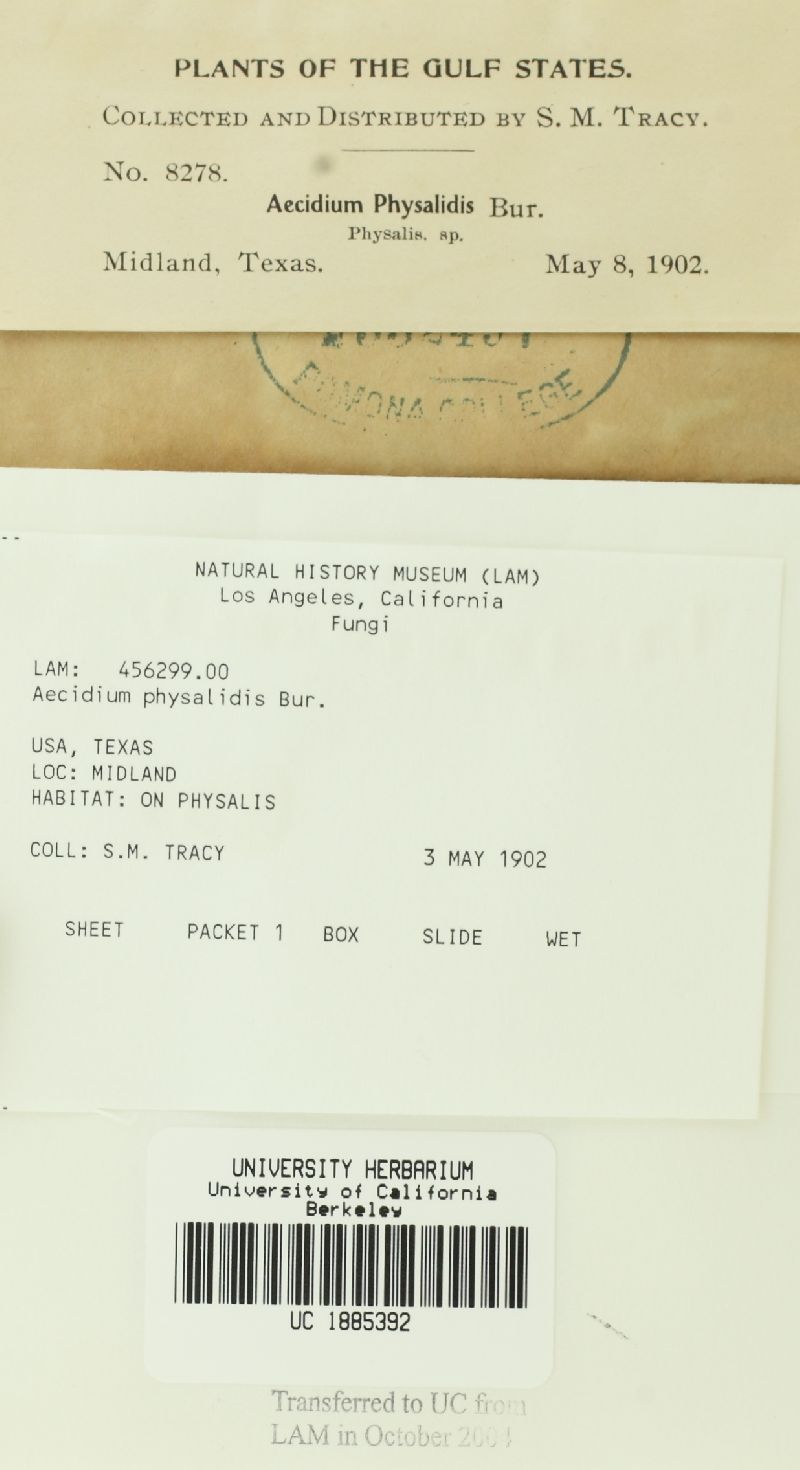 PLANTS OF THE GULF STATES.
COLLECTED AND DISTRIBUTED BY S. M. TRACY.
No. 8278.
Aecidium Physalidis Bur.
Physalis. sp.
Midland, Texas. May 8, 1902.
COLLEGE
NATURAL HISTORY MUSEUM (LAM)
Los Angeles, California
Fungi
LAM: 456299.00
Aecidium physalidis Bur.
USA, TEXAS
LOC: MIDLAND
HABITAT: ON PHYSALIS
COLL: S.M. TRACY 3 MAY 1902
SHEET PACKET 1 BOX SLIDE WET
UNIVERSITY HERBARIUM
University of California
Berkeley
UC 1885392
Transferred to UC from
LAM in October